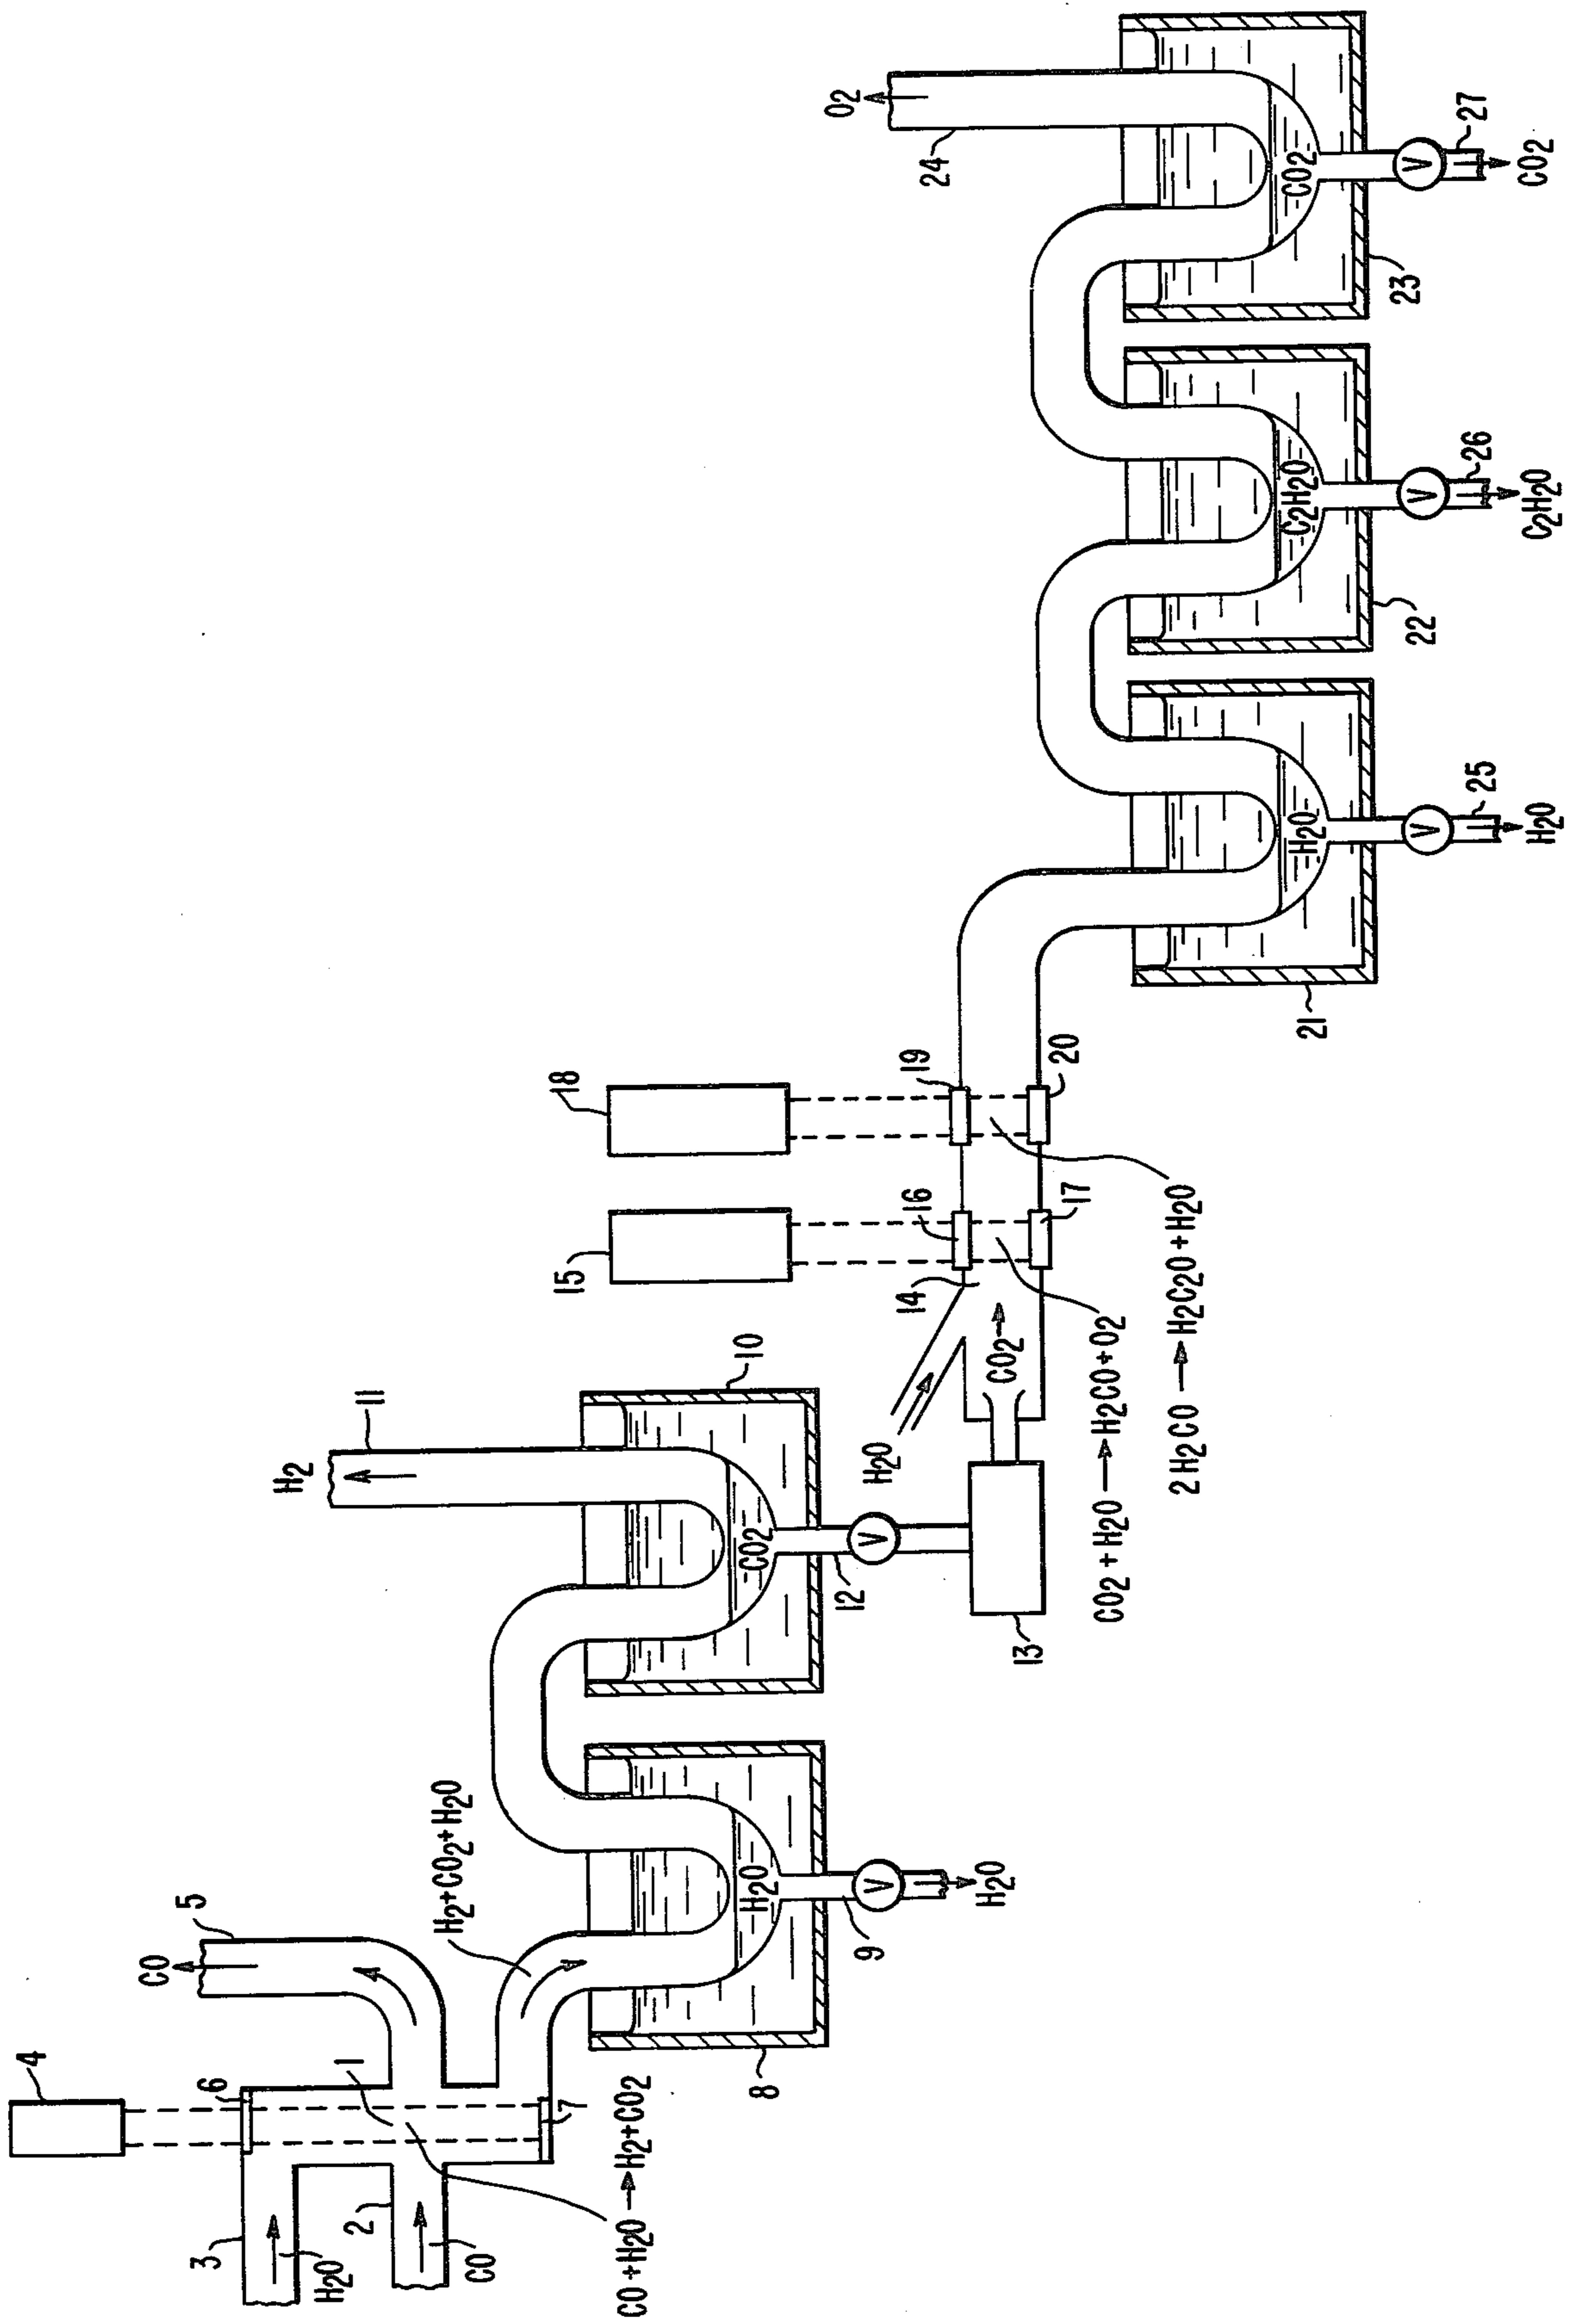 4
3
H2O
2
CO
1
6
7
CO + H2O → H2 + CO2
CO
5
H2+CO2+H2O
8
H2O
9
V
H2O
H2
11
10
-CO2
12
V
13
H2O
CO2
14
15
16
17
CO2 + H2O → H2CO + O2
2 H2CO → H2C2O + H2O
18
19
20
21
H2O
V
25
H2O
22
C2H2O
V
26
C2H2O
O2
24
23
CO2
V
27
CO2